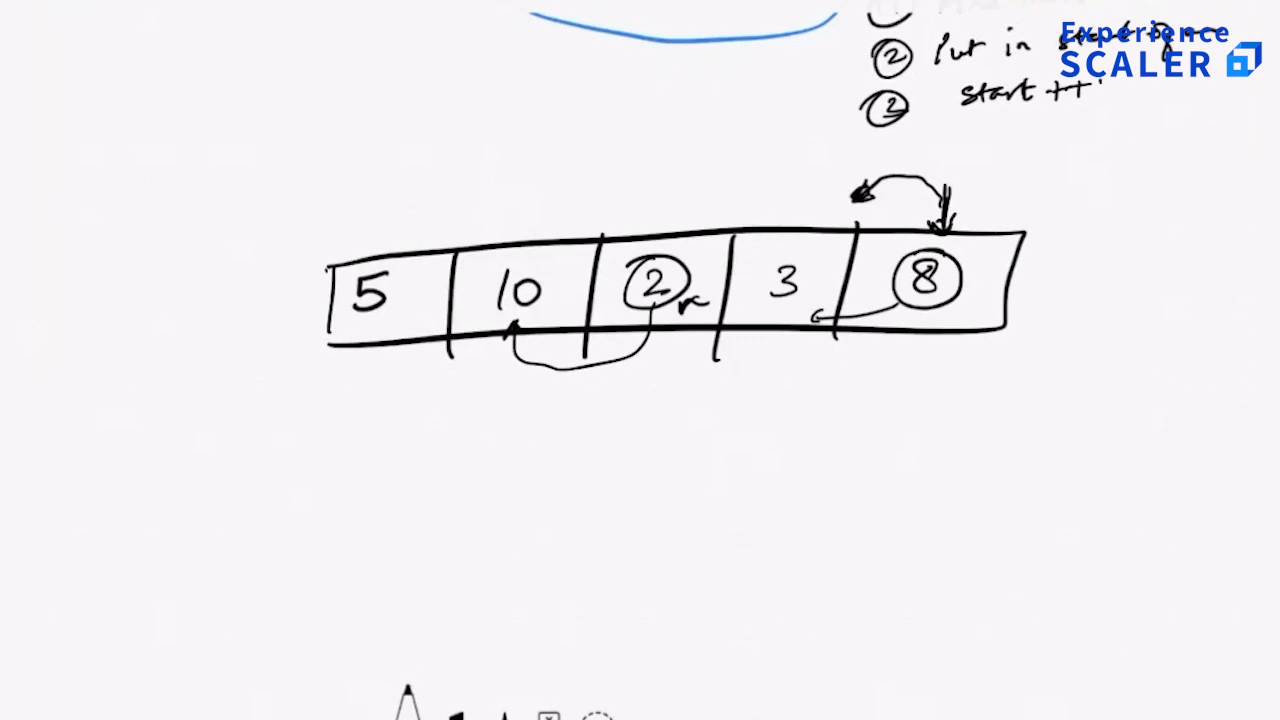 Experience
SCALER
② Put in
② start ++
5 10 2 3 8